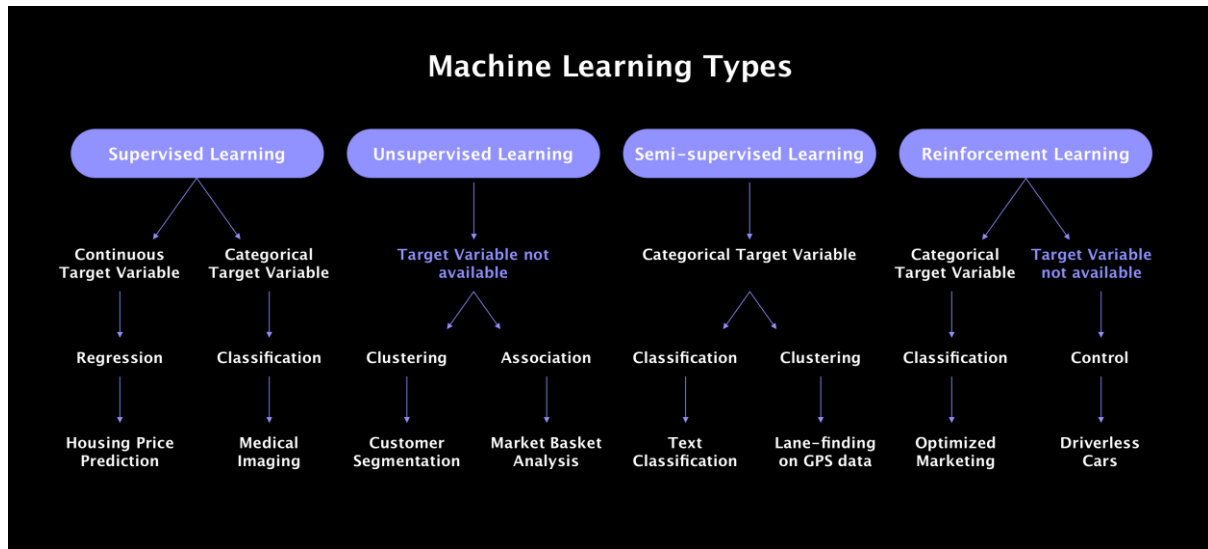 Machine Learning Types
Supervised Learning
Unsupervised Learning
Semi-supervised Learning
Reinforcement Learning
Continuous
Target Variable
Categorical
Target Variable
Target Variable not
available
Categorical Target Variable
Categorical
Target Variable
Target Variable
not available
Regression
Classification
Clustering
Association
Classification
Clustering
Classification
Control
Housing Price
Prediction
Medical
Imaging
Customer
Segmentation
Market Basket
Analysis
Text
Classification
Lane-finding
on GPS data
Optimized
Marketing
Driverless
Cars